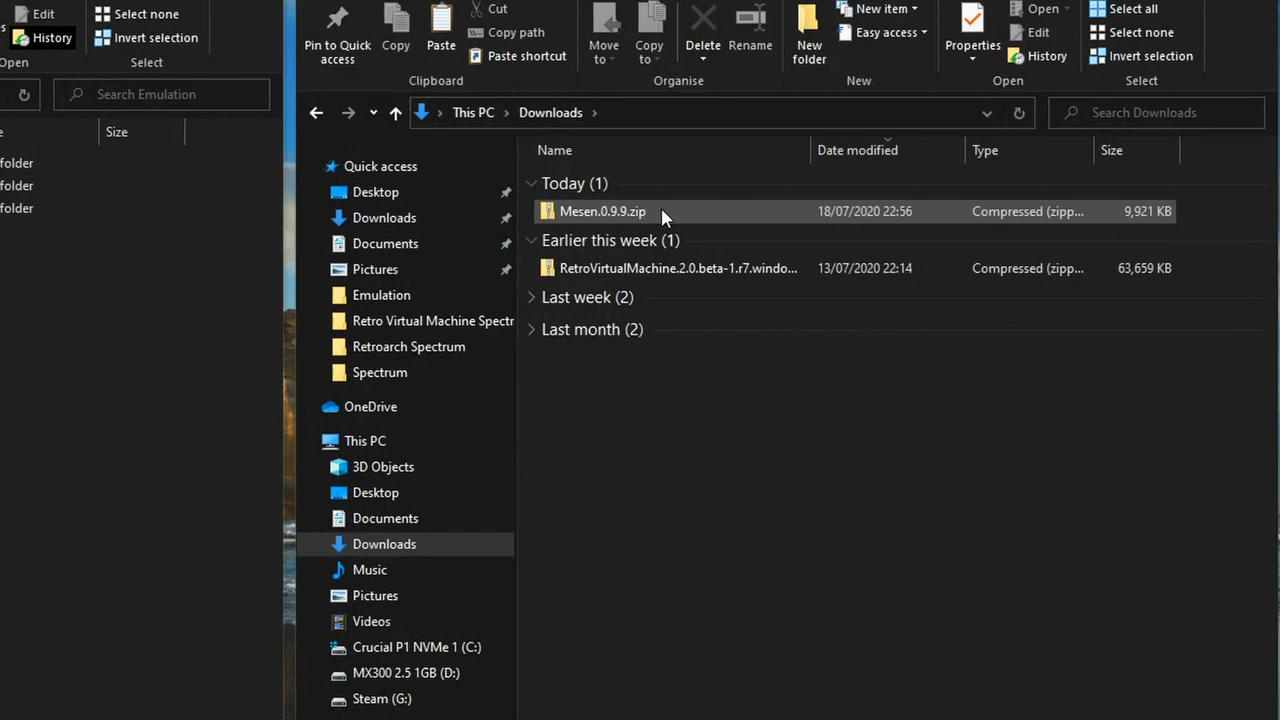 Edit
Select none
History
Invert selection
Open
Select
Search Emulation
Size
folder
folder
folder
Pin to Quick
access
Copy
Paste
Cut
Copy path
Paste shortcut
Clipboard
Move
to
Copy
to
Delete
Rename
Organise
New
folder
New item
Easy access
New
Properties
Open
Edit
History
Open
Select all
Select none
Invert selection
Select
This PC
Downloads
Search Downloads
Name
Date modified
Type
Size
Quick access
Desktop
Downloads
Documents
Pictures
Emulation
Retro Virtual Machine Spectr
Retroarch Spectrum
Spectrum
OneDrive
This PC
3D Objects
Desktop
Documents
Downloads
Music
Pictures
Videos
Crucial P1 NVMe 1 (C:)
MX300 2.5 1GB (D:)
Steam (G:)
Today (1)
Mesen.0.9.9.zip 18/07/2020 22:56 Compressed (zipp... 9,921 KB
Earlier this week (1)
RetroVirtualMachine.2.0.beta-1.r7.windo... 13/07/2020 22:14 Compressed (zipp... 63,659 KB
Last week (2)
Last month (2)